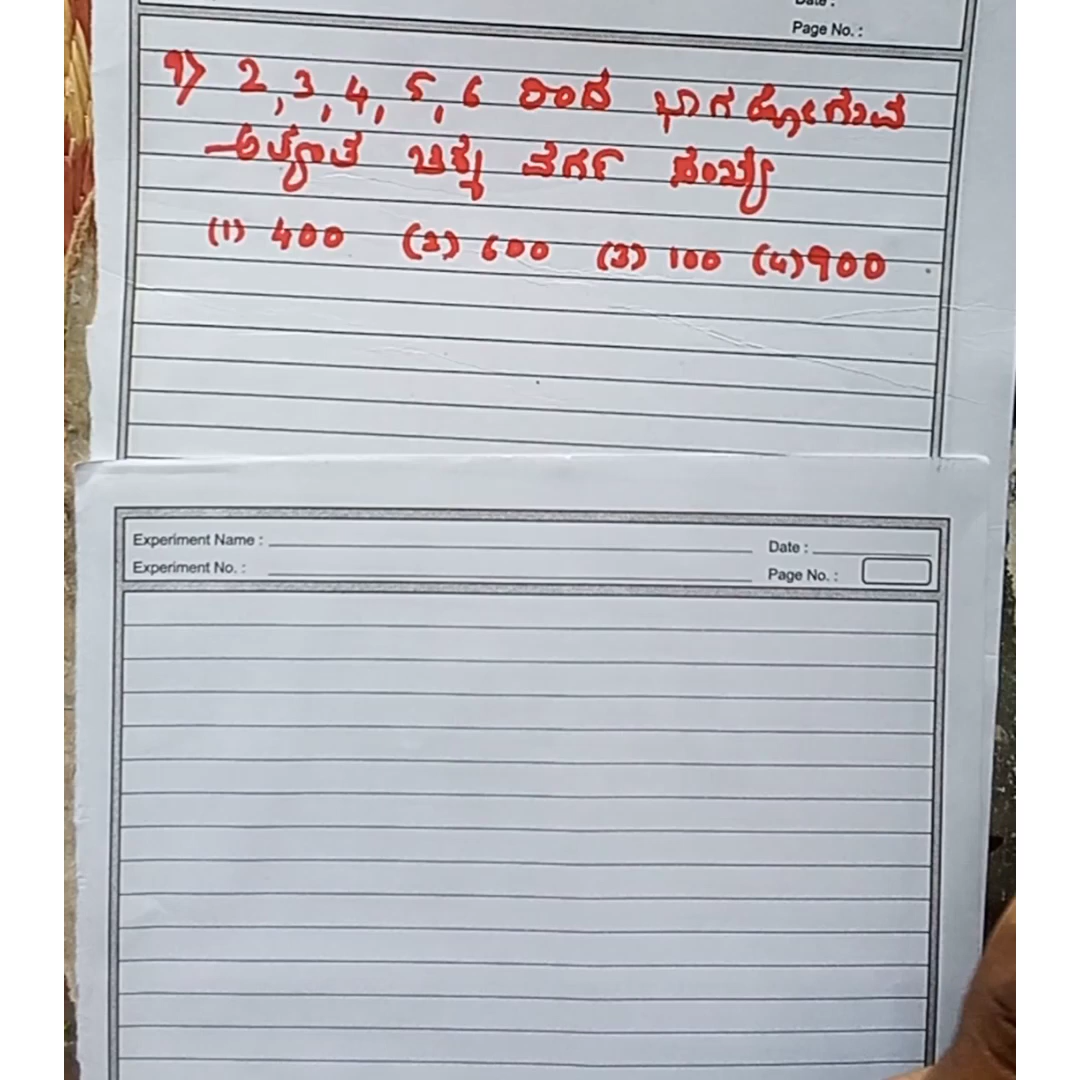 Date :
Page No. :
9) 2, 3, 4, 5, 6 ರಿಂದ ಭಾಗ ಹೋಗುವ
ಅತ್ಯಂತ ಚಿಕ್ಕ ವರ್ಗ ಸಂಖ್ಯೆ
(1) 400 (2) 600 (3) 100 (4) 900
Experiment Name : Date :
Experiment No. : Page No. :